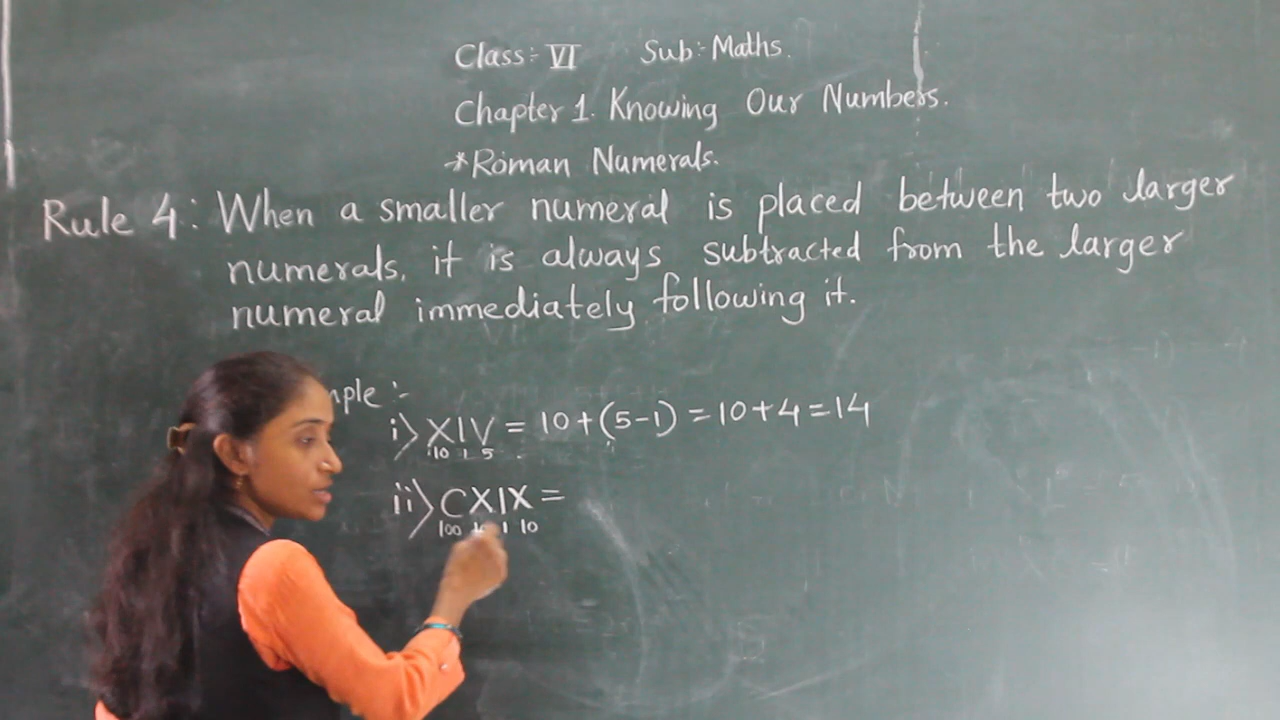 Class:- VI Sub:- Maths.
Chapter 1. Knowing Our Numbers.
*Roman Numerals.
Rule 4: When a smaller numeral is placed between two larger
numerals, it is always subtracted from the larger
numeral immediately following it.
mple :-
i) XIV = 10+(5-1) = 10+4 = 14
10 1 5
ii) CXIX =
100 10 1 10